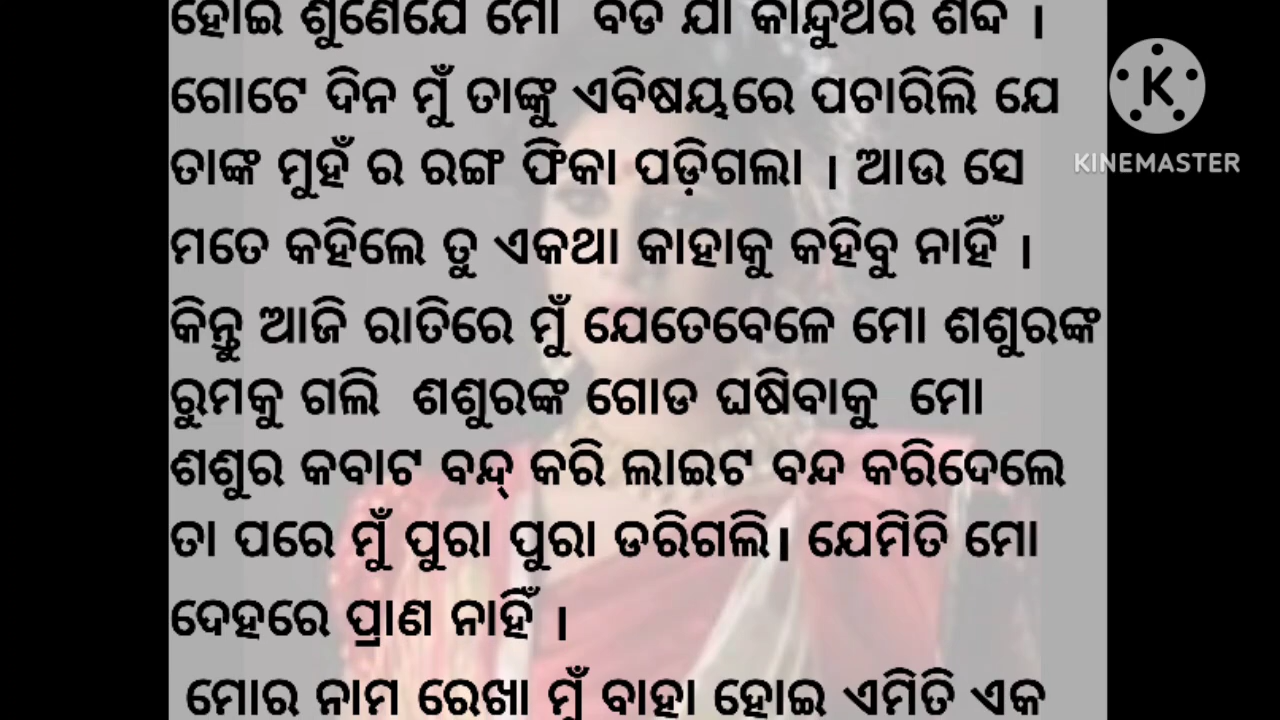 ହୋଇ ଶୁଣେଯେ ମୋ ବଡ ଯା କାନ୍ଦୁଥିର ଶବ୍ଦ ।
ଗୋଟେ ଦିନ ମୁଁ ତାଙ୍କୁ ଏବିଷୟରେ ପଚାରିଲି ଯେ
ତାଙ୍କ ମୁହଁ ର ରଙ୍ଗ ଫିକା ପଡ଼ିଗଲା । ଆଉ ସେ
ମତେ କହିଲେ ତୁ ଏକଥା କାହାକୁ କହିବୁ ନାହିଁ ।
କିନ୍ତୁ ଆଜି ରାତିରେ ମୁଁ ଯେତେବେଳେ ମୋ ଶଶୁରଙ୍କ
ରୁମକୁ ଗଲି ଶଶୁରଙ୍କ ଗୋଡ ଘଷିବାକୁ ମୋ
ଶଶୁର କବାଟ ବନ୍ଦ୍ କରି ଲାଇଟ ବନ୍ଦ କରିଦେଲେ
ତା ପରେ ମୁଁ ପୁରା ପୁରା ଡରିଗଲି। ଯେମିତି ମୋ
ଦେହରେ ପ୍ରାଣ ନାହିଁ ।
ମୋର ନାମ ରେଖା ମୁଁ ବାହା ହୋଇ ଏମିତି ଏକ
KINEMASTER